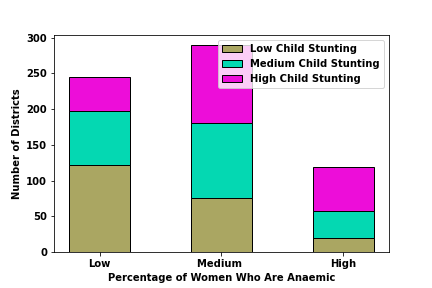 300
250
200
150
100
50
0
Number of Districts
Low Child Stunting
Medium Child Stunting
High Child Stunting
Low Medium High
Percentage of Women Who Are Anaemic